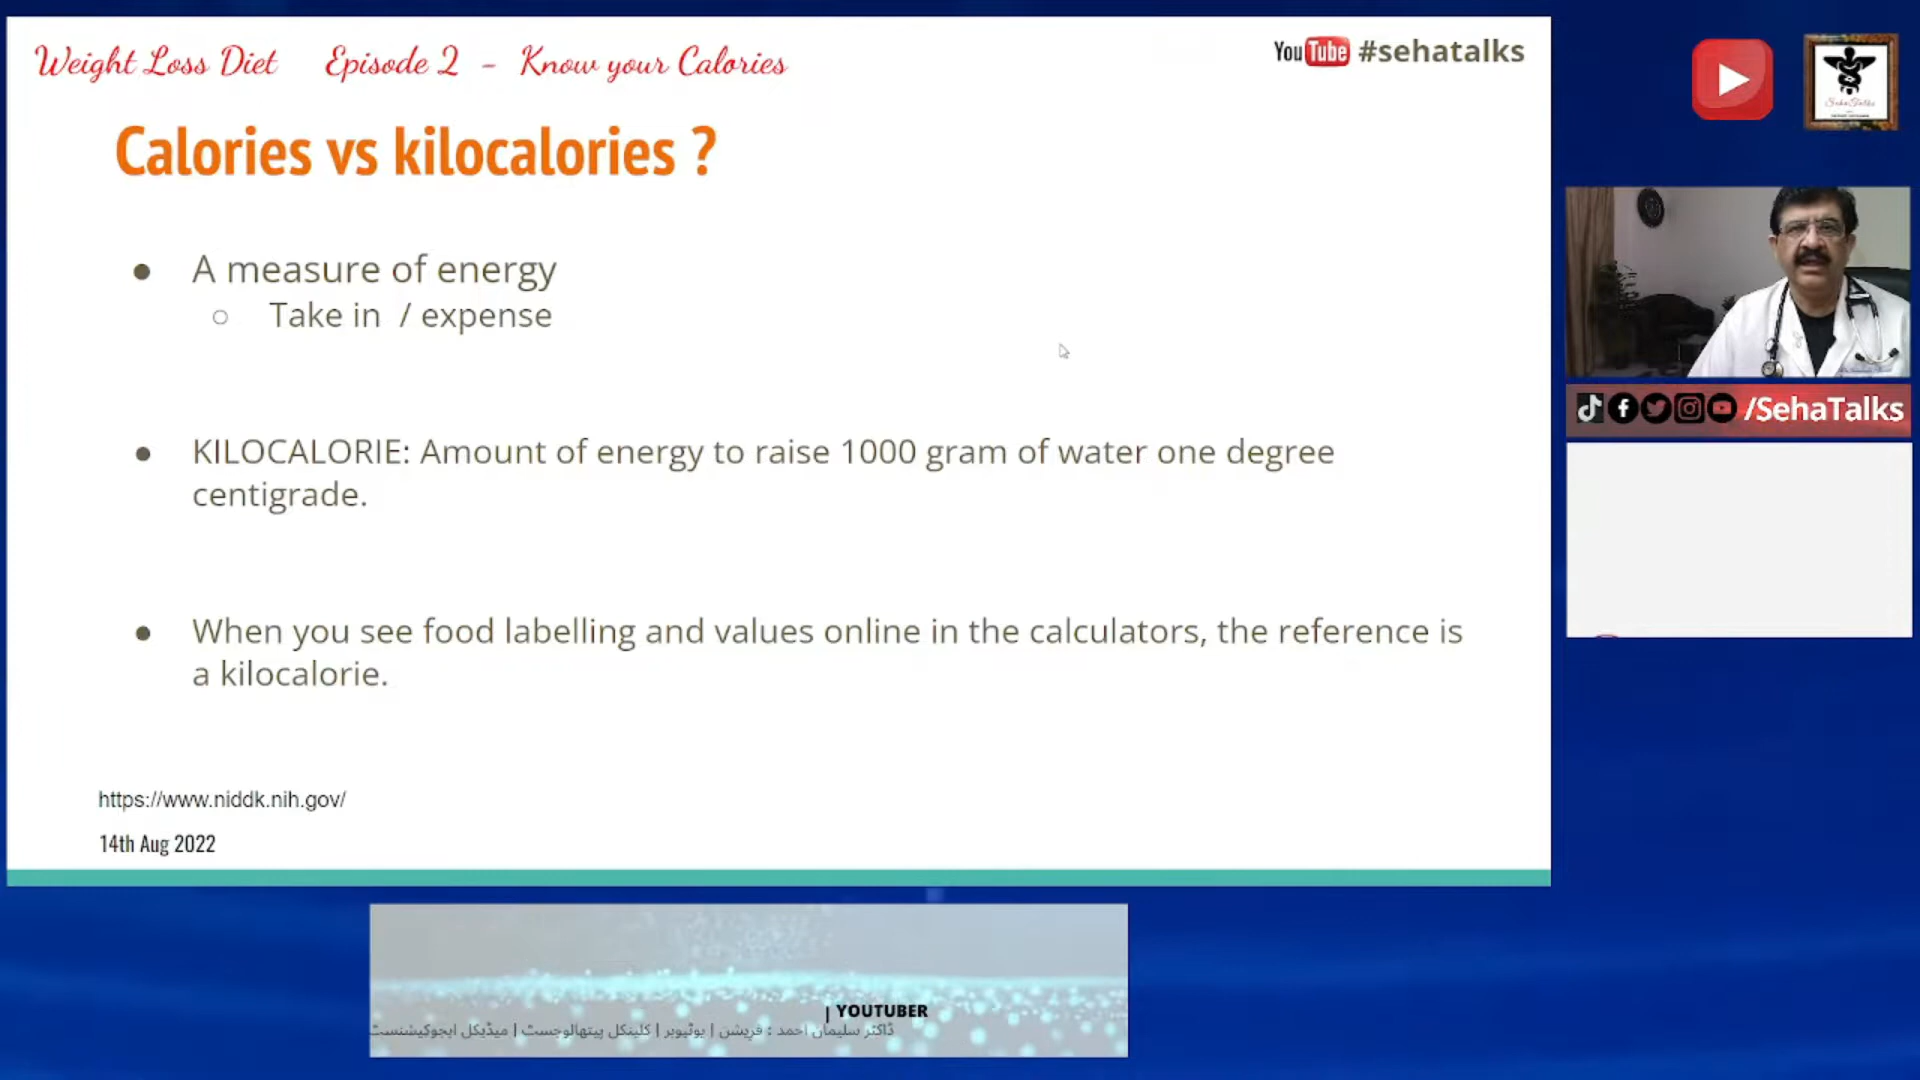 Weight Loss Diet Episode 2 - Know your Calories
YouTube #sehatalks
Calories vs kilocalories ?
● A measure of energy
○ Take in / expense
● KILOCALORIE: Amount of energy to raise 1000 gram of water one degree
centigrade.
● When you see food labelling and values online in the calculators, the reference is
a kilocalorie.
https://www.niddk.nih.gov/
14th Aug 2022
SehaTalks
/SehaTalks
| YOUTUBER
ڈاکٹر سلیمان احمد : فزیشن | یوٹیوبر | کلینکل پیتھالوجسٹ | میڈیکل ایجوکیشنسٹ